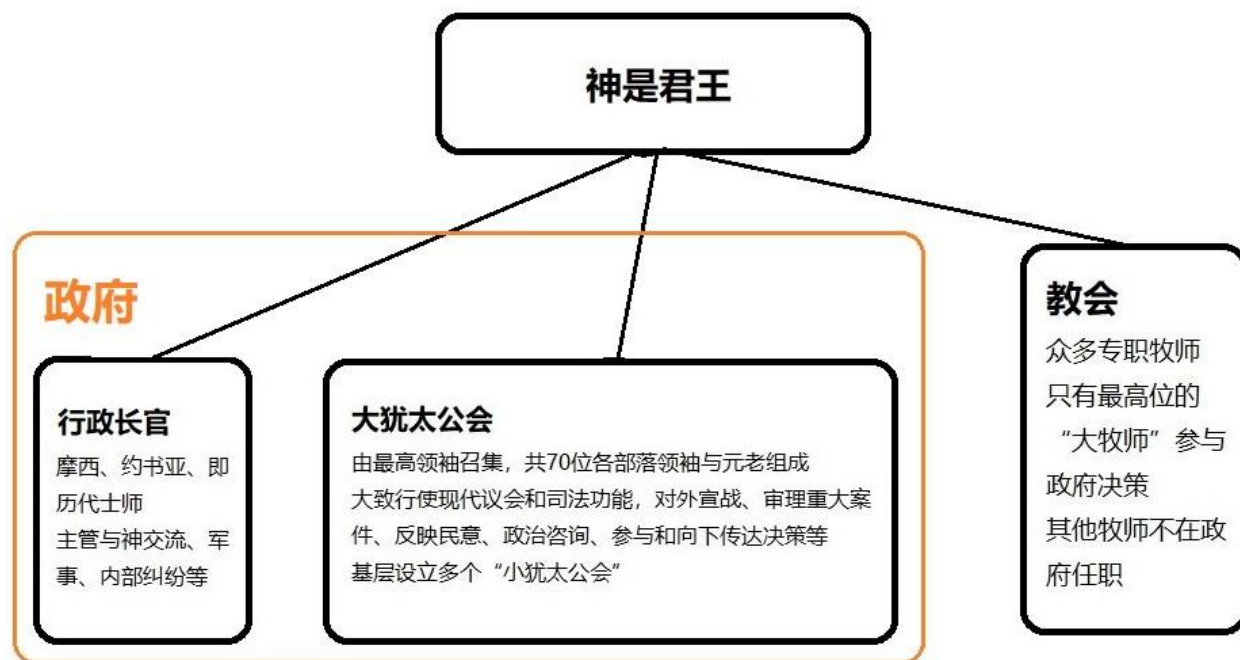 神是君王
政府
行政长官
摩西、约书亚、即
历代士师
主管与神交流、军
事、内部纠纷等
大犹太公会
由最高领袖召集，共70位各部落领袖与元老组成
大致行使现代议会和司法功能，对外宣战、审理重大案
件、反映民意、政治咨询、参与和向下传达决策等
基层设立多个“小犹太公会”
教会
众多专职牧师
只有最高位的
“大牧师”参与
政府决策
其他牧师不在政
府任职